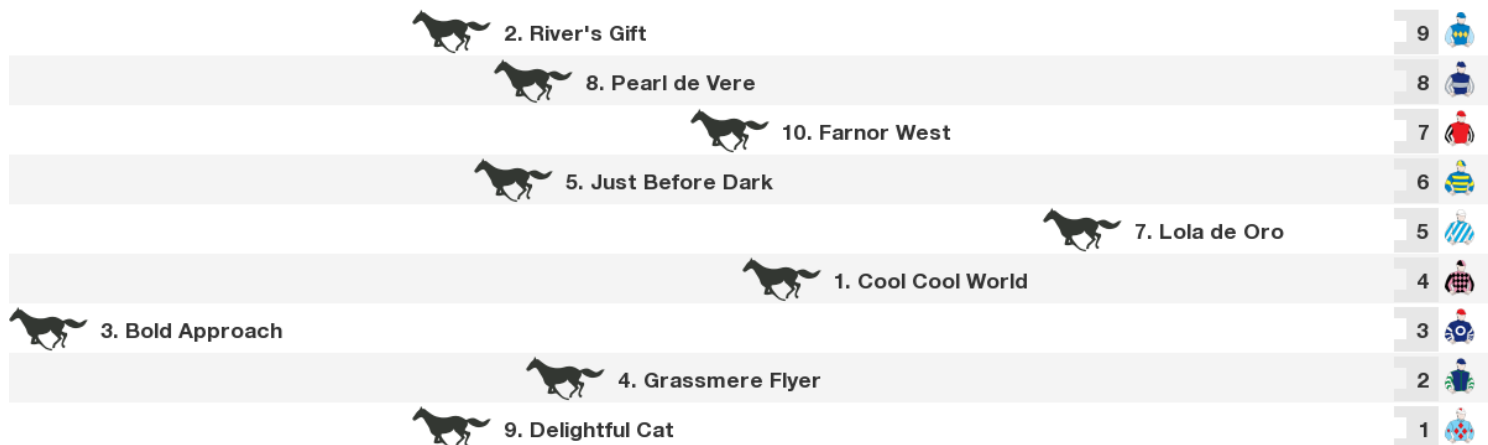 2. River's Gift 9
8. Pearl de Vere 8
10. Farnor West 7
5. Just Before Dark 6
7. Lola de Oro 5
1. Cool Cool World 4
3. Bold Approach 3
4. Grassmere Flyer 2
9. Delightful Cat 1